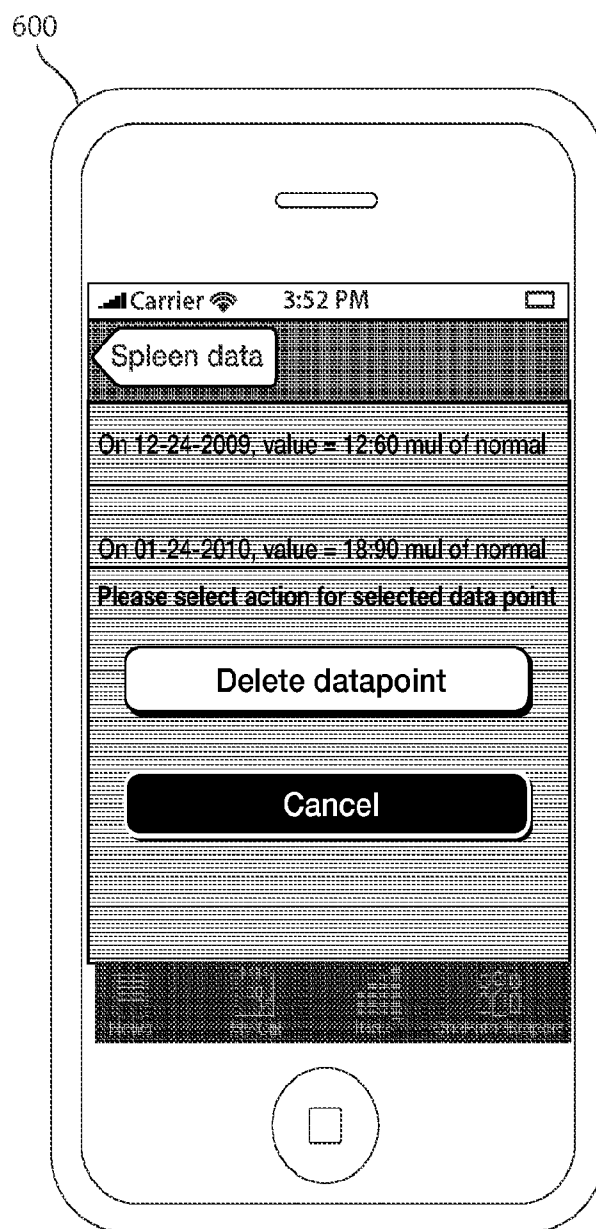 600
Carrier 3:52 PM
Spleen data
On 12-24-2009, value = 12:60 mul of normal
On 01-24-2010, value = 18:90 mul of normal
Please select action for selected data point
Delete datapoint
Cancel